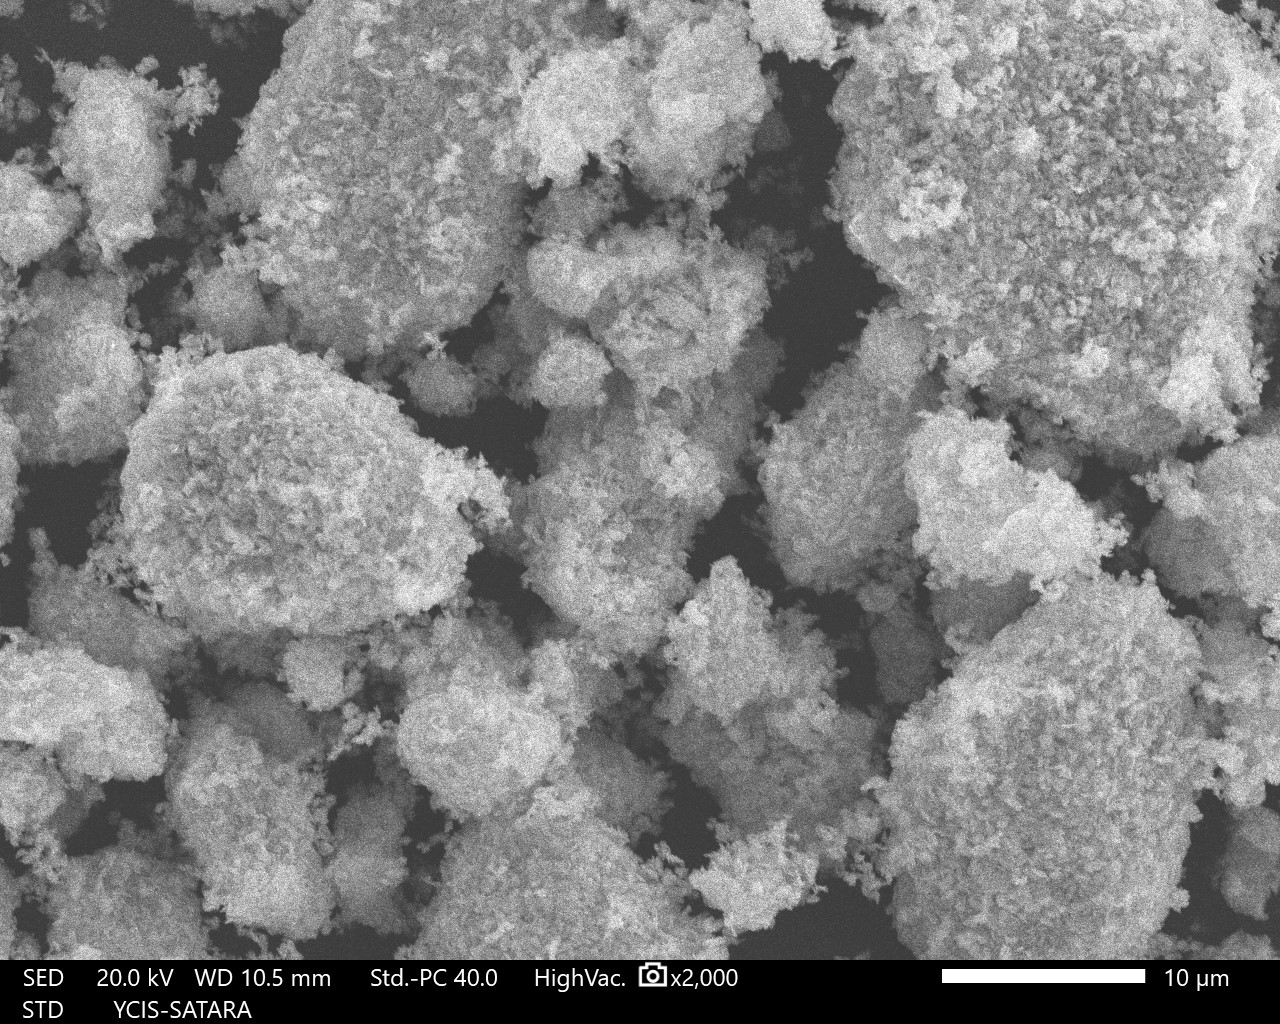 SED 20.0 kV WD 10.5 mm Std.-PC 40.0 HighVac. x2,000 10 µm
STD YCIS-SATARA